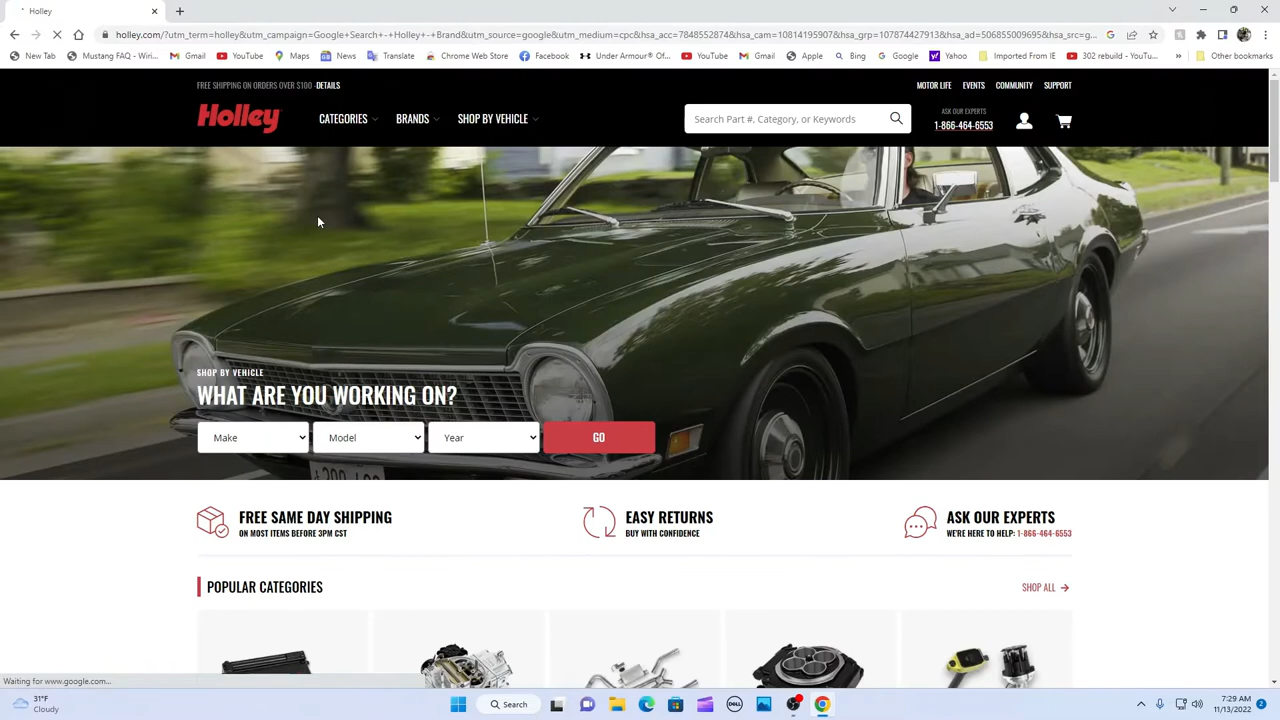 Holley
holley.com/?utm_term=holley&utm_campaign=Google+Search+-+Holley+-+Brand&utm_source=google&utm_medium=cpc&hsa_acc=7848552874&hsa_cam=10814195907&hsa_grp=107874427913&hsa_ad=506855009695&hsa_src=g...
New Tab
Mustang FAQ - Wiri...
Gmail
YouTube
Maps
News
Translate
Chrome Web Store
Facebook
Under Armour® Of...
YouTube
Apple
Bing
Google
Yahoo
Imported From IE
302 rebuild - YouTu...
»
Other bookmarks
FREE SHIPPING ON ORDERS OVER $100 -DETAILS
MOTOR LIFE
EVENTS
COMMUNITY
SUPPORT
Holley
CATEGORIES
BRANDS
SHOP BY VEHICLE
Search Part #, Category, or Keywords
ASK OUR EXPERTS
1-866-464-6553
SHOP BY VEHICLE
WHAT ARE YOU WORKING ON?
Make
Model
Year
GO
FREE SAME DAY SHIPPING
ON MOST ITEMS BEFORE 3PM CST
EASY RETURNS
BUY WITH CONFIDENCE
ASK OUR EXPERTS
WE'RE HERE TO HELP: 1-866-464-6553
POPULAR CATEGORIES
SHOP ALL
Waiting for www.google.com...
31°F
Cloudy
Search
DELL
7:29 AM
11/13/2022
2